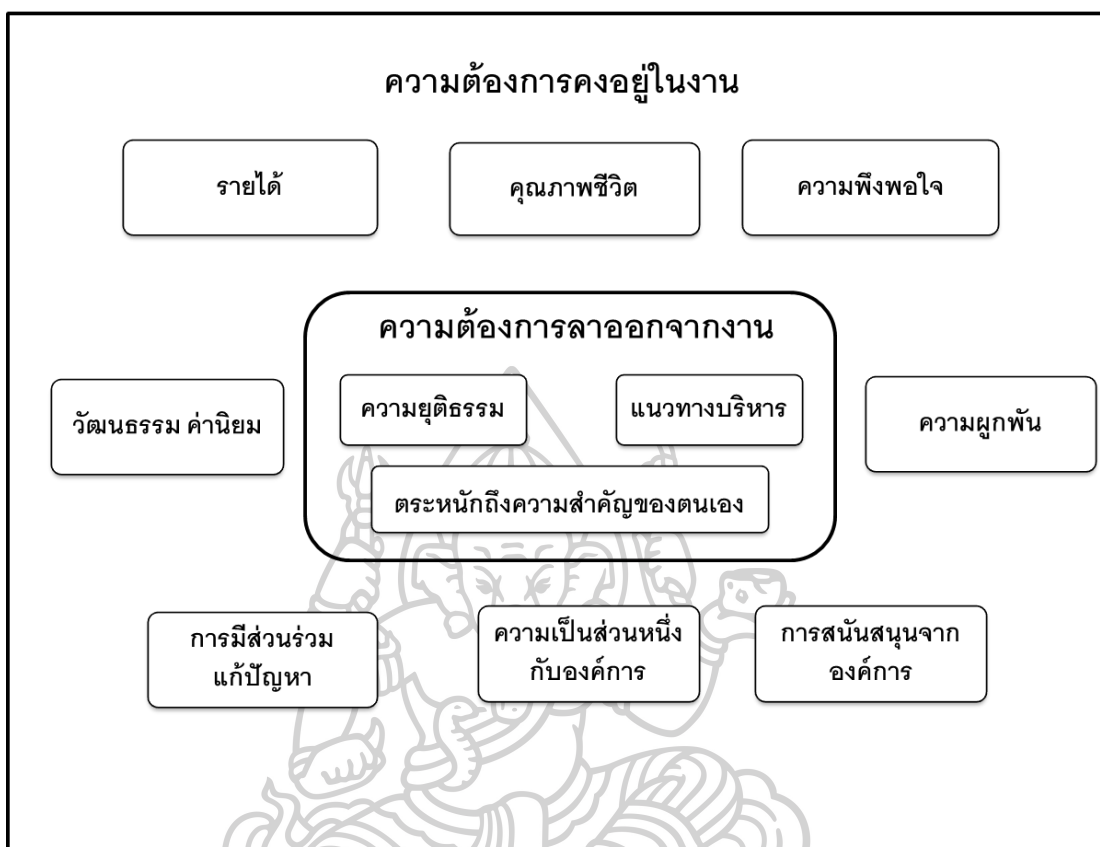 ความต้องการคงอยู่ในงาน
รายได้
คุณภาพชีวิต
ความพึงพอใจ
ความต้องการลาออกจากงาน
ความยุติธรรม
แนวทางบริหาร
วัฒนธรรม ค่านิยม
ความผูกพัน
ตระหนักถึงความสำคัญของตนเอง
การมีส่วนร่วม
แก้ปัญหา
ความเป็นส่วนหนึ่ง
กับองค์การ
การสนันสนุนจาก
องค์การ